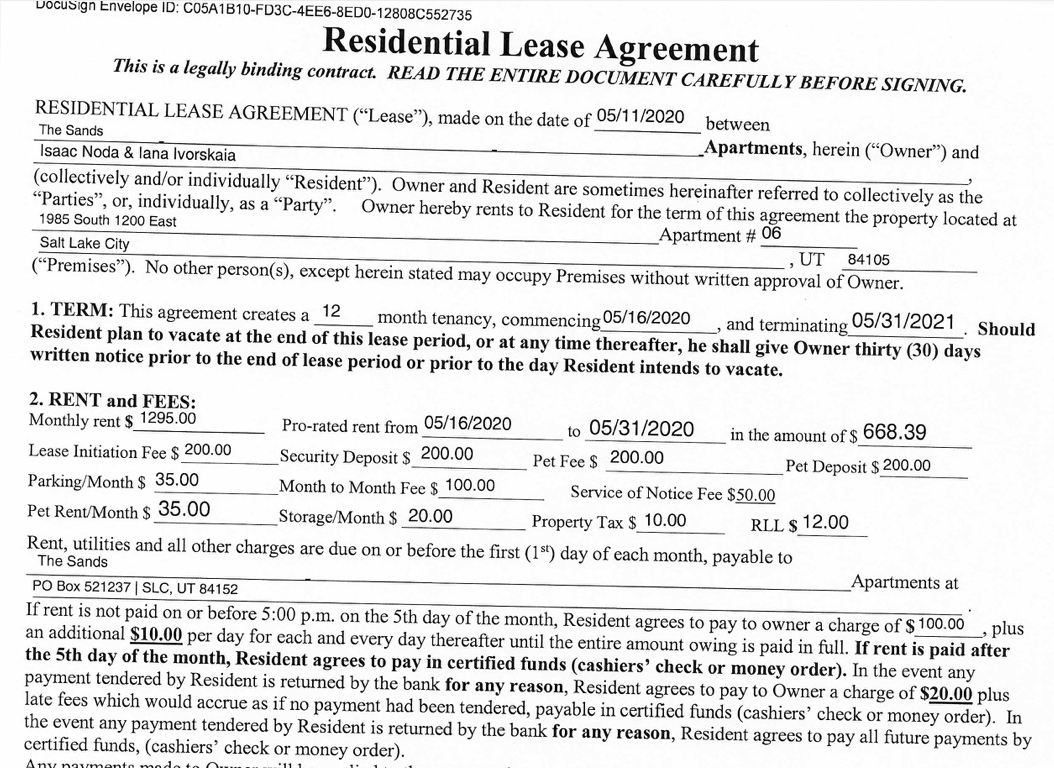 DocuSign Envelope ID: C05A1B10-FD3C-4EE6-8ED0-12808C552735
Residential Lease Agreement
This is a legally binding contract. READ THE ENTIRE DOCUMENT CAREFULLY BEFORE SIGNING.
RESIDENTIAL LEASE AGREEMENT (“Lease”), made on the date of 05/11/2020 between
The Sands Apartments, herein (“Owner”) and
Isaac Noda & Iana Ivorskaia ,
(collectively and/or individually “Resident”). Owner and Resident are sometimes hereinafter referred to collectively as the
“Parties”, or, individually, as a “Party”. Owner hereby rents to Resident for the term of this agreement the property located at
1985 South 1200 East Apartment # 06
Salt Lake City , UT 84105
(“Premises”). No other person(s), except herein stated may occupy Premises without written approval of Owner.
1. TERM: This agreement creates a 12 month tenancy, commencing 05/16/2020 , and terminating 05/31/2021 . Should
Resident plan to vacate at the end of this lease period, or at any time thereafter, he shall give Owner thirty (30) days
written notice prior to the end of lease period or prior to the day Resident intends to vacate.
2. RENT and FEES:
Monthly rent $ 1295.00 Pro-rated rent from 05/16/2020 to 05/31/2020 in the amount of $ 668.39
Lease Initiation Fee $ 200.00 Security Deposit $ 200.00 Pet Fee $ 200.00 Pet Deposit $ 200.00
Parking/Month $ 35.00 Month to Month Fee $ 100.00 Service of Notice Fee $50.00
Pet Rent/Month $ 35.00 Storage/Month $ 20.00 Property Tax $ 10.00 RLL $ 12.00
Rent, utilities and all other charges are due on or before the first (1st) day of each month, payable to
The Sands Apartments at
PO Box 521237 | SLC, UT 84152 .
If rent is not paid on or before 5:00 p.m. on the 5th day of the month, Resident agrees to pay to owner a charge of $ 100.00 , plus
an additional $10.00 per day for each and every day thereafter until the entire amount owing is paid in full. If rent is paid after
the 5th day of the month, Resident agrees to pay in certified funds (cashiers’ check or money order). In the event any
payment tendered by Resident is returned by the bank for any reason, Resident agrees to pay to Owner a charge of $20.00 plus
late fees which would accrue as if no payment had been tendered, payable in certified funds (cashiers’ check or money order). In
the event any payment tendered by Resident is returned by the bank for any reason, Resident agrees to pay all future payments by
certified funds, (cashiers’ check or money order).
Any payments made to Owner will be applied to the